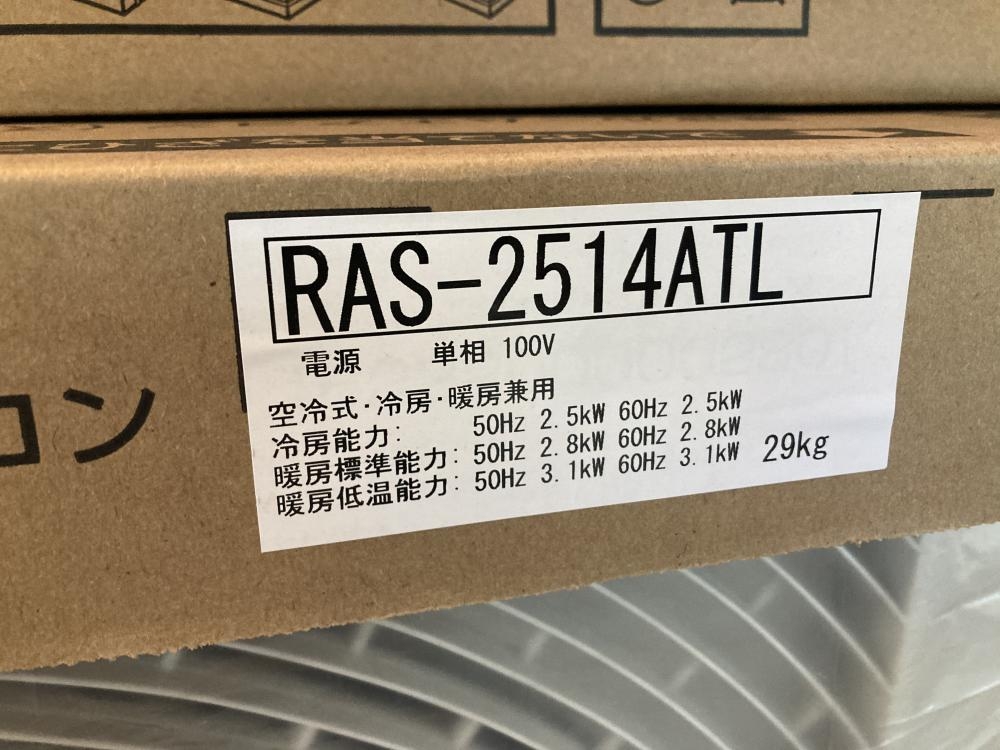 RAS-2514ATL
電源 単相 100V
空冷式・冷房・暖房兼用
冷房能力: 50Hz 2.5kW 60Hz 2.5kW
暖房標準能力: 50Hz 2.8kW 60Hz 2.8kW
暖房低温能力: 50Hz 3.1kW 60Hz 3.1kW 29kg
コン